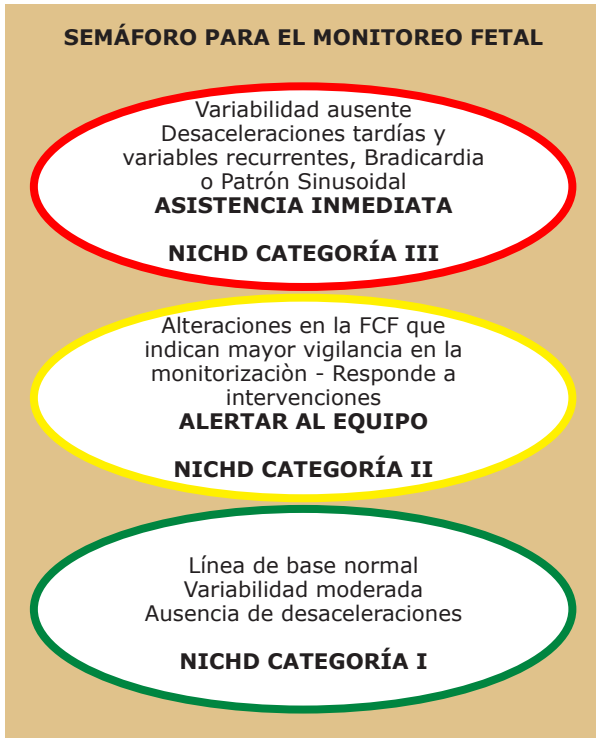 SEMÁFORO PARA EL MONITOREO FETAL
Variabilidad ausente
Desaceleraciones tardías y
variables recurrentes, Bradicardia
o Patrón Sinusoidal
ASISTENCIA INMEDIATA
NICHD CATEGORÍA III
Alteraciones en la FCF que
indican mayor vigilancia en la
monitorizaciòn - Responde a
intervenciones
ALERTAR AL EQUIPO
NICHD CATEGORÍA II
Línea de base normal
Variabilidad moderada
Ausencia de desaceleraciones
NICHD CATEGORÍA I